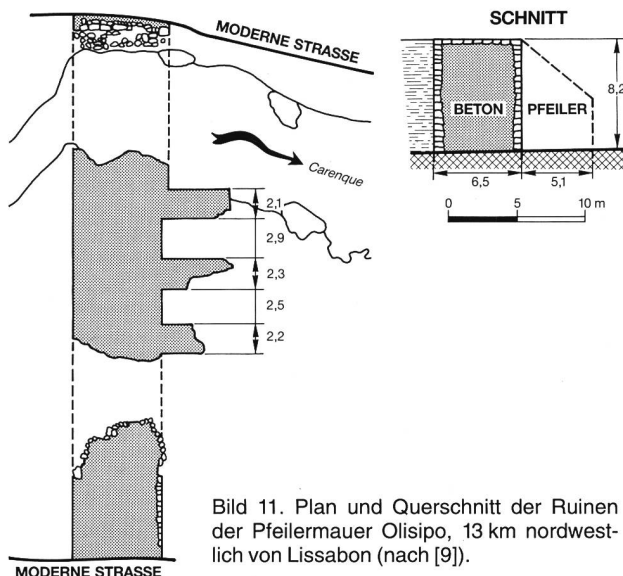 MODERNE STRASSE
Carenque
2,1
2,9
2,3
2,5
2,2
MODERNE STRASSE
SCHNITT
BETON
PFEILER
8,2
6,5
5,1
0 5 10 m
Bild 11. Plan und Querschnitt der Ruinen
der Pfeilermauer Olisipo, 13 km nordwest-
lich von Lissabon (nach [9]).